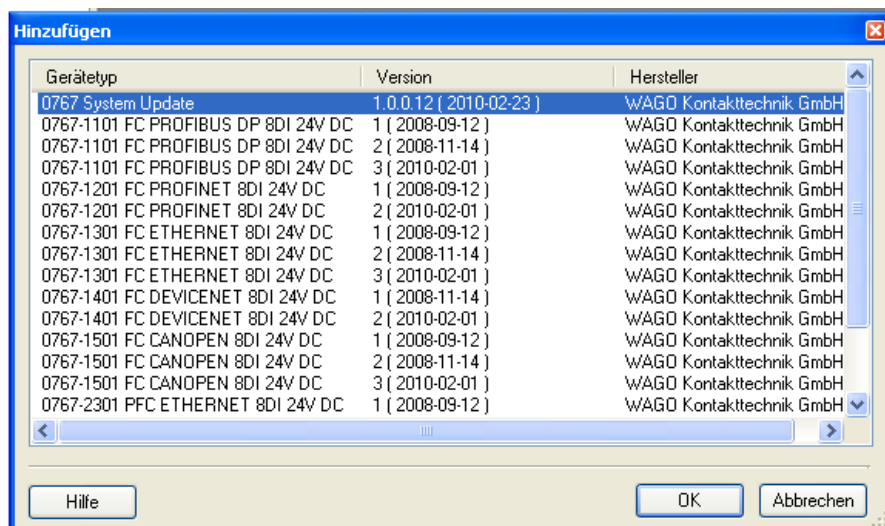 Hinzufügen
Gerätetyp Version Hersteller
0767 System Update 1.0.0.12 ( 2010-02-23 ) WAGO Kontakttechnik GmbH
0767-1101 FC PROFIBUS DP 8DI 24V DC 1 ( 2008-09-12 ) WAGO Kontakttechnik GmbH
0767-1101 FC PROFIBUS DP 8DI 24V DC 2 ( 2008-11-14 ) WAGO Kontakttechnik GmbH
0767-1101 FC PROFIBUS DP 8DI 24V DC 3 ( 2010-02-01 ) WAGO Kontakttechnik GmbH
0767-1201 FC PROFINET 8DI 24V DC 1 ( 2008-09-12 ) WAGO Kontakttechnik GmbH
0767-1201 FC PROFINET 8DI 24V DC 2 ( 2010-02-01 ) WAGO Kontakttechnik GmbH
0767-1301 FC ETHERNET 8DI 24V DC 1 ( 2008-09-12 ) WAGO Kontakttechnik GmbH
0767-1301 FC ETHERNET 8DI 24V DC 2 ( 2008-11-14 ) WAGO Kontakttechnik GmbH
0767-1301 FC ETHERNET 8DI 24V DC 3 ( 2010-02-01 ) WAGO Kontakttechnik GmbH
0767-1401 FC DEVICENET 8DI 24V DC 1 ( 2008-11-14 ) WAGO Kontakttechnik GmbH
0767-1401 FC DEVICENET 8DI 24V DC 2 ( 2010-02-01 ) WAGO Kontakttechnik GmbH
0767-1501 FC CANOPEN 8DI 24V DC 1 ( 2008-09-12 ) WAGO Kontakttechnik GmbH
0767-1501 FC CANOPEN 8DI 24V DC 2 ( 2008-11-14 ) WAGO Kontakttechnik GmbH
0767-1501 FC CANOPEN 8DI 24V DC 3 ( 2010-02-01 ) WAGO Kontakttechnik GmbH
0767-2301 PFC ETHERNET 8DI 24V DC 1 ( 2008-09-12 ) WAGO Kontakttechnik GmbH
Hilfe OK Abbrechen